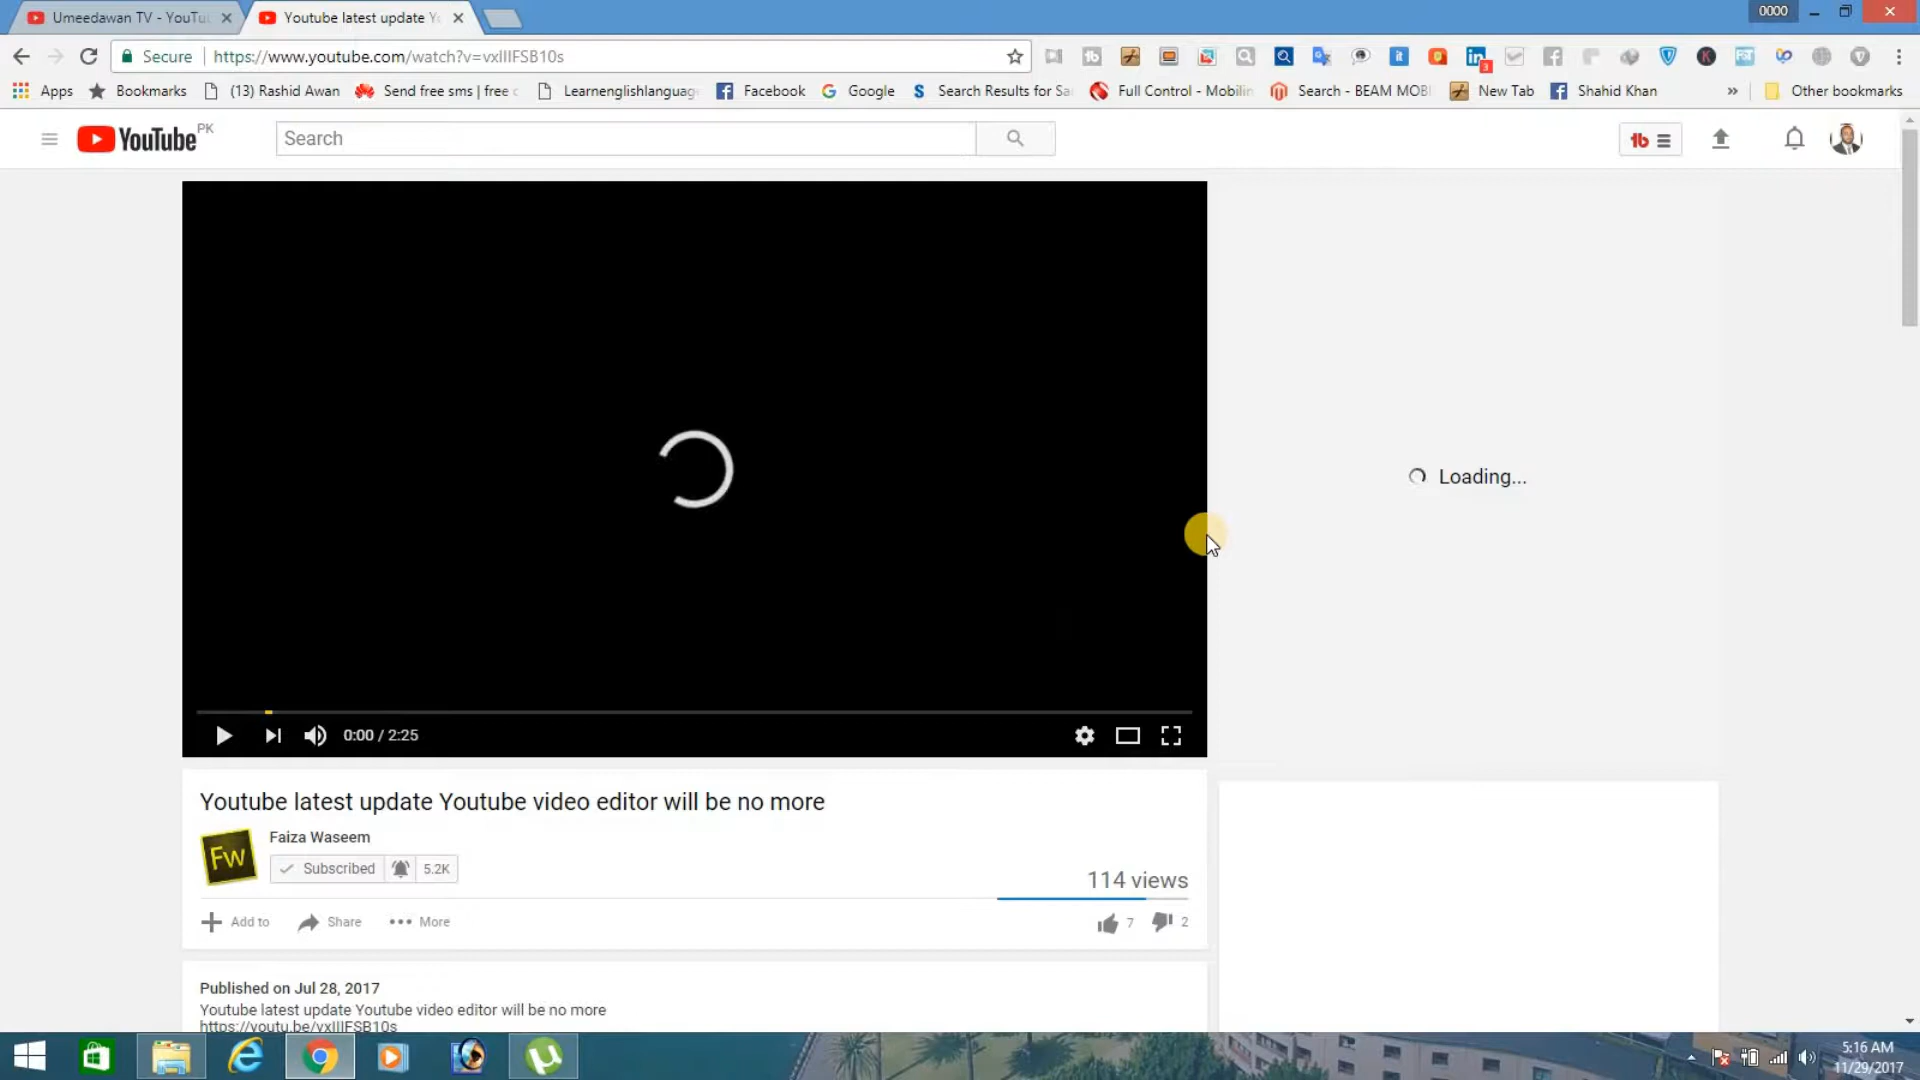 Umeedawan TV - YouTu
Youtube latest update Y
0000
Secure
https://www.youtube.com/watch?v=vxIIIFSB10s
3
Apps
Bookmarks
(13) Rashid Awan
Send free sms | free
Learnenglishlanguag
Facebook
Google
Search Results for Sa
Full Control - Mobilin
Search - BEAM MOBI
New Tab
Shahid Khan
»
Other bookmarks
YouTube PK
Search
Loading...
0:00 / 2:25
Youtube latest update Youtube video editor will be no more
Fw
Faiza Waseem
Subscribed
5.2K
114 views
Add to
Share
More
7
2
Published on Jul 28, 2017
Youtube latest update Youtube video editor will be no more
https://youtu.be/vxIIIFSB10s
5:16 AM
11/29/2017